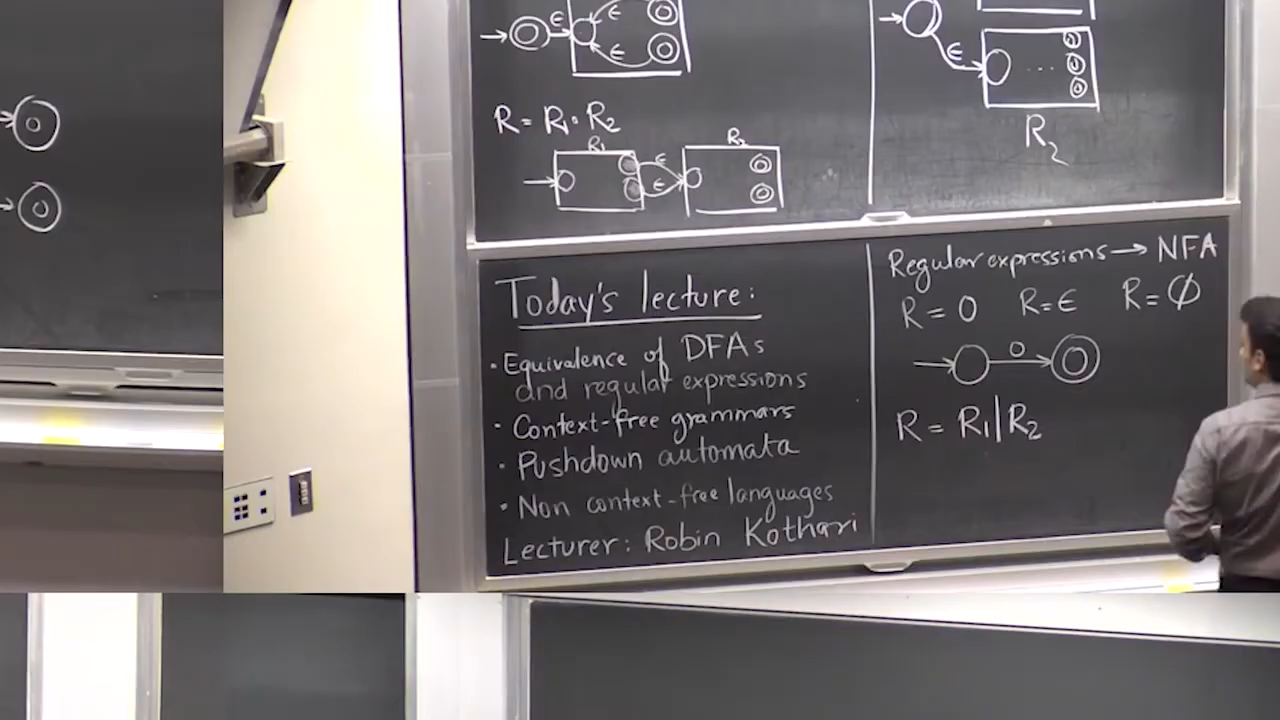 ε
ε
ε
R = R₁ · R₂
R₁
R₂
ε
ε
ε
...
R₂
Today's lecture:
· Equivalence of DFAs
and regular expressions
· Context-free grammars
· Pushdown automata
· Non context-free languages
Lecturer: Robin Kothari
Regular expressions → NFA
R = 0 R = ε R = ∅
0
R = R₁|R₂